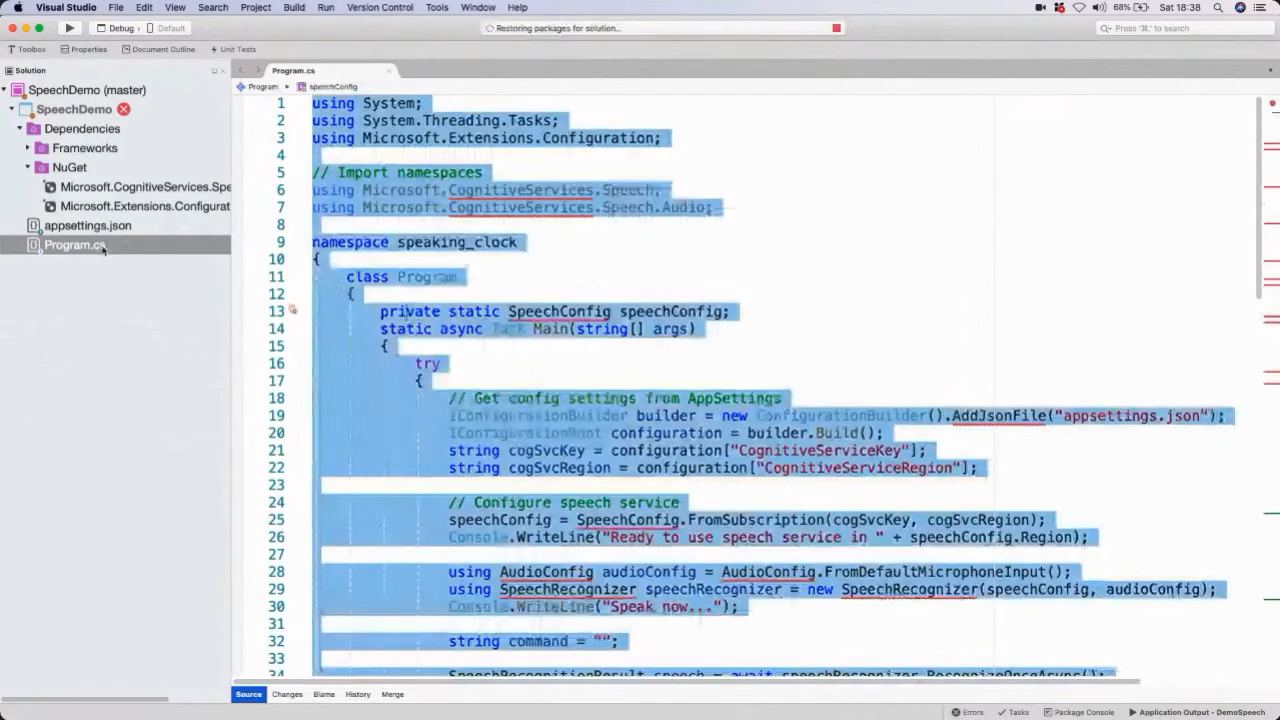 Visual Studio File Edit View Search Project Build Run Version Control Tools Window Help 68% Sat 18:38
Debug Default Restoring packages for solution... Press '⌘.' to search
Toolbox Properties Document Outline Unit Tests
Solution
Program.cs
Program speechConfig
SpeechDemo (master)
SpeechDemo
Dependencies
Frameworks
NuGet
Microsoft.CognitiveServices.Spe
Microsoft.Extensions.Configurat
appsettings.json
Program.cs
1 using System;
2 using System.Threading.Tasks;
3 using Microsoft.Extensions.Configuration;
4
5 // Import namespaces
6 using Microsoft.CognitiveServices.Speech;
7 using Microsoft.CognitiveServices.Speech.Audio;
8
9 namespace speaking_clock
10 {
11 class Program
12 {
13 private static SpeechConfig speechConfig;
14 static async Task Main(string[] args)
15 {
16 try
17 {
18 // Get config settings from AppSettings
19 IConfigurationBuilder builder = new ConfigurationBuilder().AddJsonFile("appsettings.json");
20 IConfigurationRoot configuration = builder.Build();
21 string cogSvcKey = configuration["CognitiveServiceKey"];
22 string cogSvcRegion = configuration["CognitiveServiceRegion"];
23
24 // Configure speech service
25 speechConfig = SpeechConfig.FromSubscription(cogSvcKey, cogSvcRegion);
26 Console.WriteLine("Ready to use speech service in " + speechConfig.Region);
27
28 using AudioConfig audioConfig = AudioConfig.FromDefaultMicrophoneInput();
29 using SpeechRecognizer speechRecognizer = new SpeechRecognizer(speechConfig, audioConfig);
30 Console.WriteLine("Speak now...");
31
32 string command = "";
33
34 SpeechRecognitionResult speech = await speechRecognizer.RecognizeOnceAsync();
Source Changes Blame History Merge
Errors Tasks Package Console Application Output - DemoSpeech